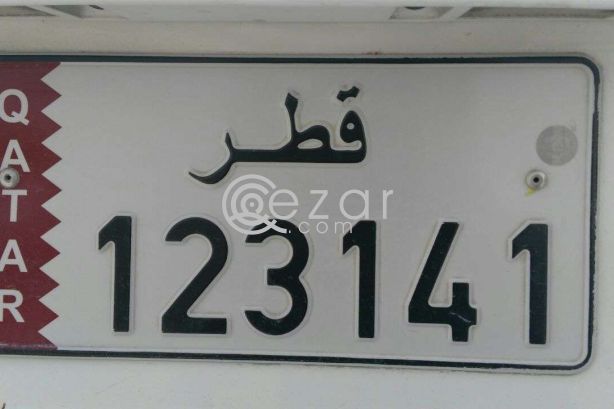 QATAR
قطر
Qezar
.com
123141